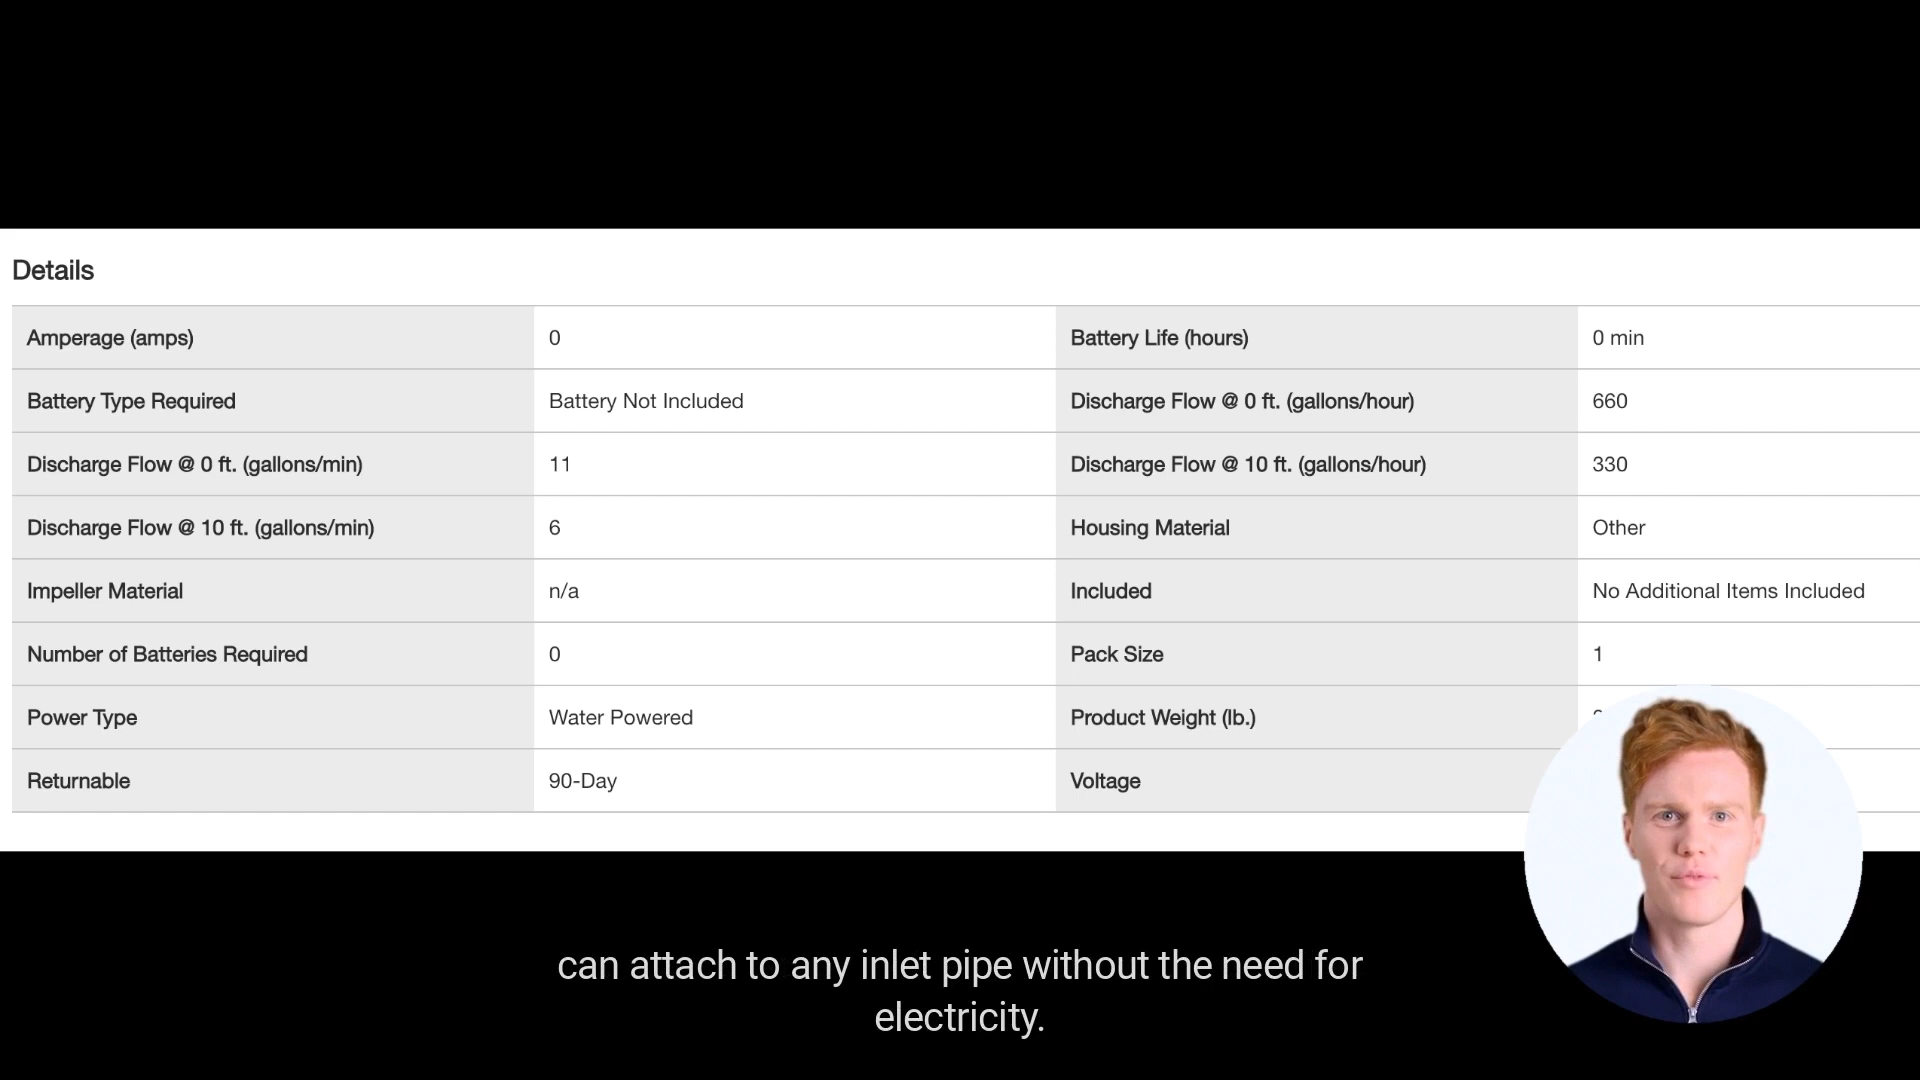 Details
Amperage (amps) 0 Battery Life (hours) 0 min
Battery Type Required Battery Not Included Discharge Flow @ 0 ft. (gallons/hour) 660
Discharge Flow @ 0 ft. (gallons/min) 11 Discharge Flow @ 10 ft. (gallons/hour) 330
Discharge Flow @ 10 ft. (gallons/min) 6 Housing Material Other
Impeller Material n/a Included No Additional Items Included
Number of Batteries Required 0 Pack Size 1
Power Type Water Powered Product Weight (lb.)
Returnable 90-Day Voltage
can attach to any inlet pipe without the need for
electricity.